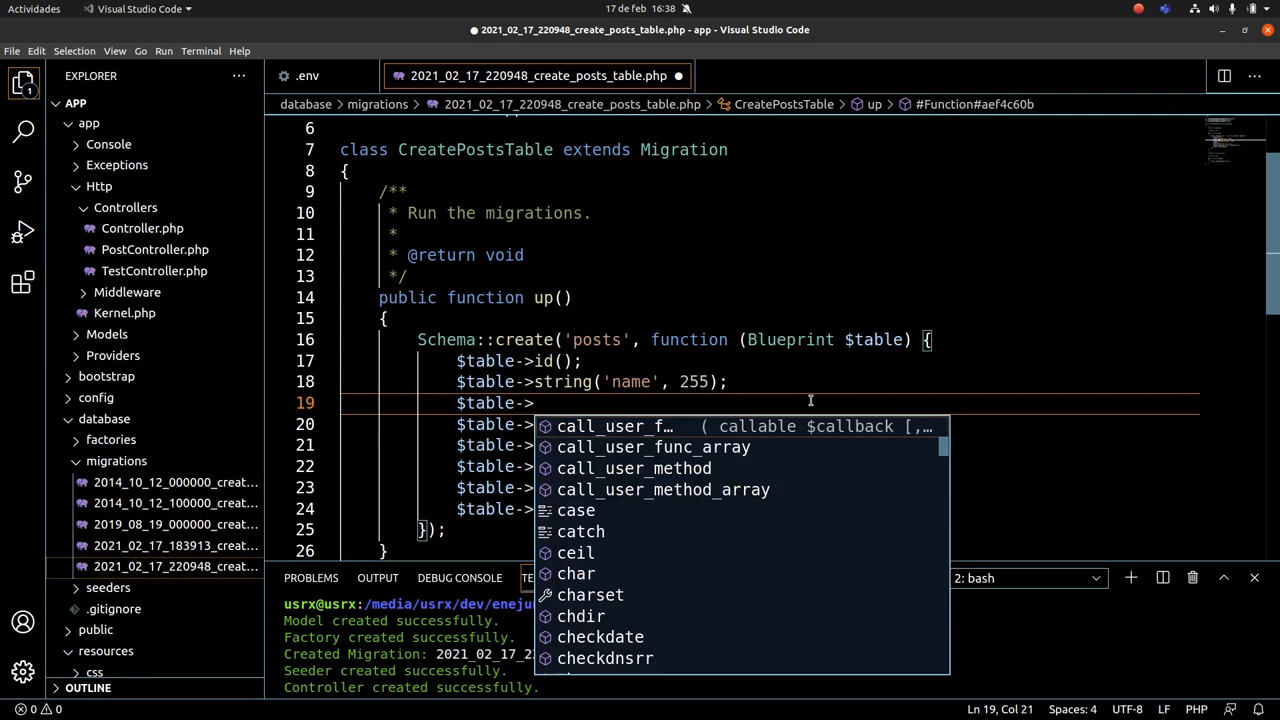 Actividades
Visual Studio Code
17 de feb 16:38
● 2021_02_17_220948_create_posts_table.php - app - Visual Studio Code
File Edit Selection View Go Run Terminal Help
EXPLORER
.env
2021_02_17_220948_create_posts_table.php
database > migrations > 2021_02_17_220948_create_posts_table.php > CreatePostsTable > up > #Function#aef4c60b
1
APP
app
Console
Exceptions
Http
Controllers
Controller.php
PostController.php
TestController.php
Middleware
Kernel.php
Models
Providers
bootstrap
config
database
factories
migrations
2014_10_12_000000_creat...
2014_10_12_100000_creat...
2019_08_19_000000_creat...
2021_02_17_183913_creat...
2021_02_17_220948_creat...
seeders
.gitignore
public
resources
css
OUTLINE
6
7 class CreatePostsTable extends Migration
8 {
9 /**
10 * Run the migrations.
11 *
12 * @return void
13 */
14 public function up()
15 {
16 Schema::create('posts', function (Blueprint $table) {
17 $table->id();
18 $table->string('name', 255);
19 $table->
20 $table->
21 $table->
22 $table->
23 $table->
24 $table->
25 });
26 }
call_user_f... ( callable $callback [,...
call_user_func_array
call_user_method
call_user_method_array
case
catch
ceil
char
charset
chdir
checkdate
checkdnsrr
PROBLEMS OUTPUT DEBUG CONSOLE TE
2: bash
usrx@usrx:/media/usrx/dev/enejun
Model created successfully.
Factory created successfully.
Created Migration: 2021_02_17_2
Seeder created successfully.
Controller created successfully.
0 0
Ln 19, Col 21 Spaces: 4 UTF-8 LF PHP